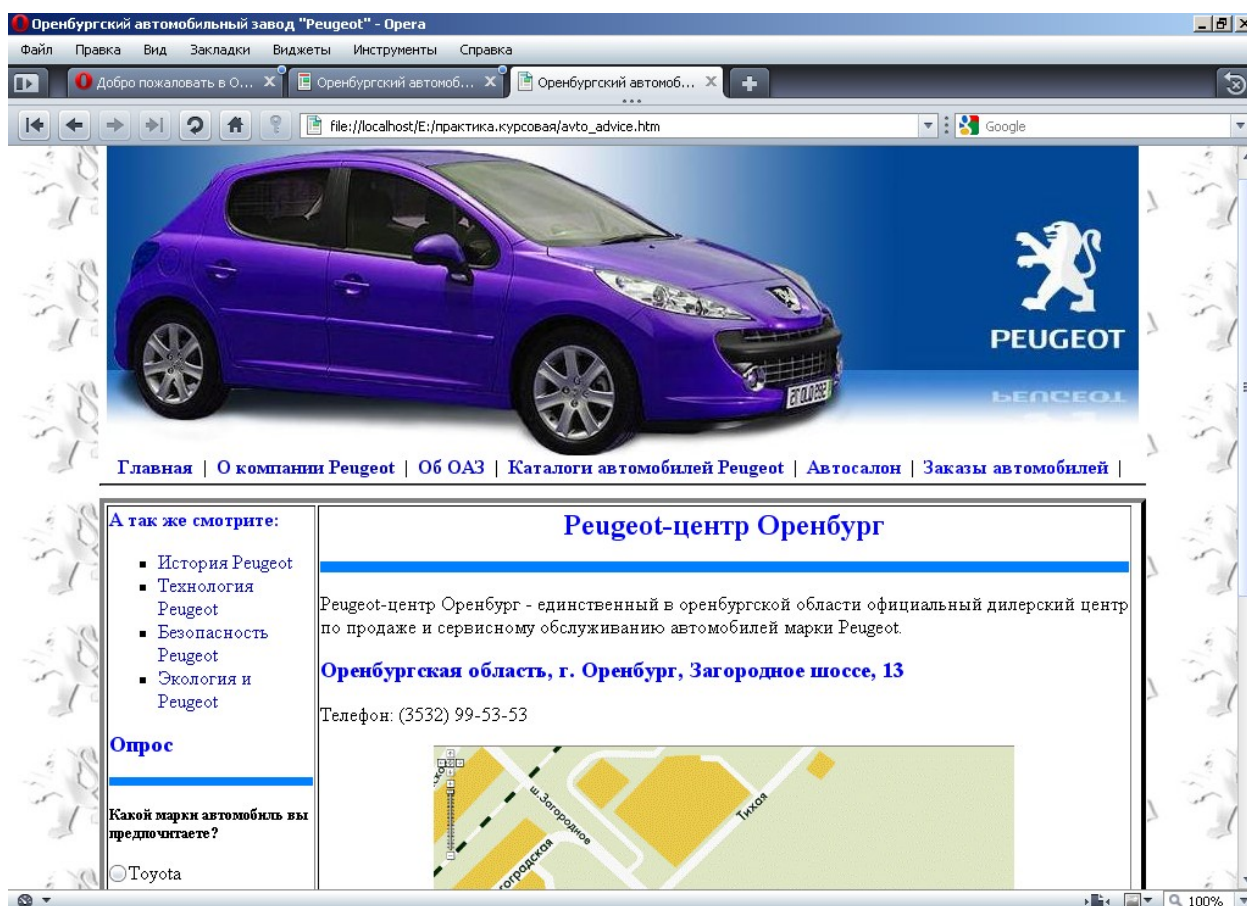 Оренбургский автомобильный завод "Peugeot" - Opera
Файл Правка Вид Закладки Виджеты Инструменты Справка
Добро пожаловать в О... Оренбургский автомоб... Оренбургский автомоб...
file://localhost/E:/практика.курсовая/avto_advice.htm Google
PEUGEOT
Главная | О компании Peugeot | Об ОАЗ | Каталоги автомобилей Peugeot | Автосалон | Заказы автомобилей |
А так же смотрите:
История Peugeot
Технология
Peugeot
Безопасность
Peugeot
Экология и
Peugeot
Опрос
Какой марки автомобиль вы
предпочитаете?
Toyota
Peugeot-центр Оренбург
Peugeot-центр Оренбург - единственный в оренбургской области официальный дилерский центр
по продаже и сервисному обслуживанию автомобилей марки Peugeot.
Оренбургская область, г. Оренбург, Загородное шоссе, 13
Телефон: (3532) 99-53-53
ш.Загородное
Тихая
100%